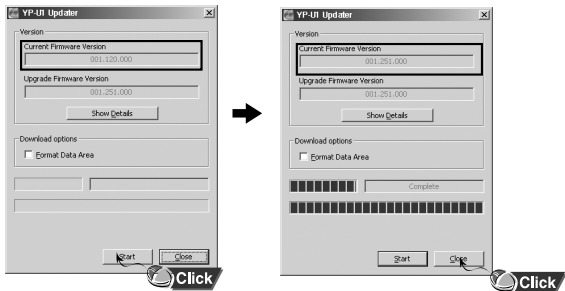 YP-U1 Updater
Version
Current Firmware Version
001.120.000
Upgrade Firmware Version
001.251.000
Show Details
Download options
Format Data Area
Start
Close
Click
YP-U1 Updater
Version
Current Firmware Version
001.251.000
Upgrade Firmware Version
001.251.000
Show Details
Download options
Format Data Area
Complete
Start
Close
Click